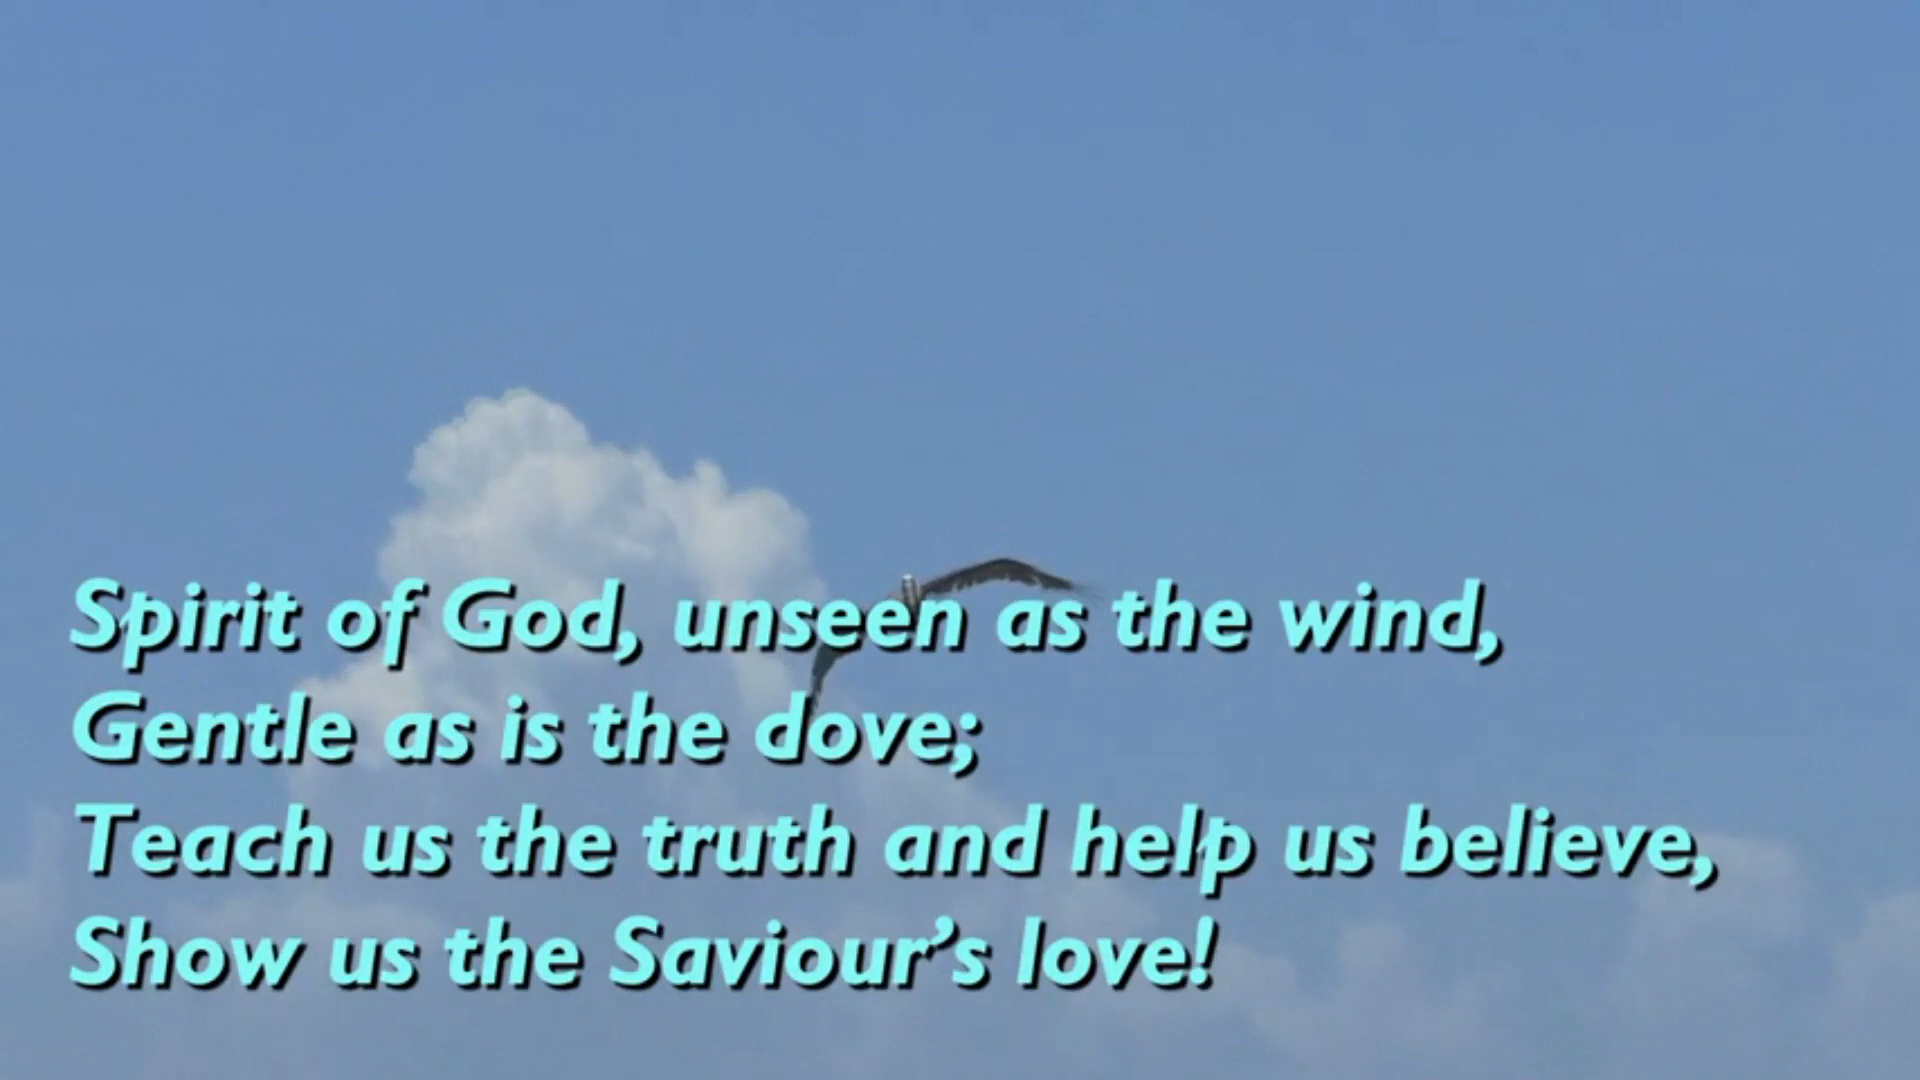 Spirit of God, unseen as the wind,
Gentle as is the dove;
Teach us the truth and help us believe,
Show us the Saviour’s love!